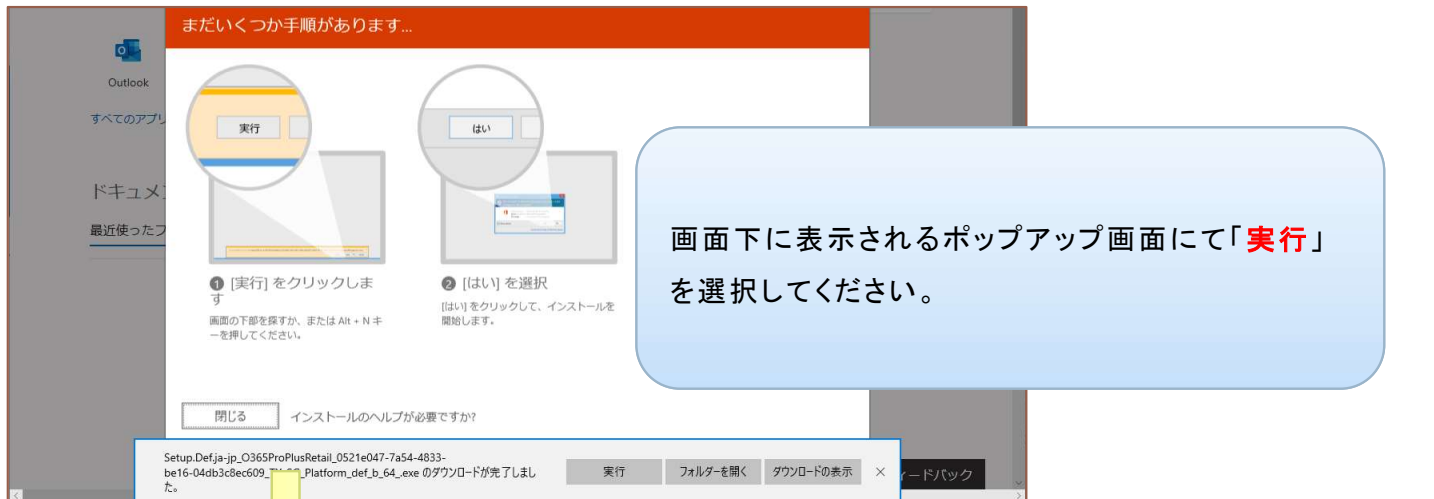 まだいくつか手順があります...
Outlook
すべてのアプリ
実行
はい
ドキュメン
最近使ったフ
画面下に表示されるポップアップ画面にて「実行」
を選択してください。
❶ [実行] をクリックしま
す
画面の下部を探すか、または Alt + N キ
ーを押してください。
❷ [はい] を選択
[はい] をクリックして、インストールを
開始します。
閉じる
インストールのヘルプが必要ですか?
Setup.Def.ja-jp_O365ProPlusRetail_0521e047-7a54-4833-
be16-04db3c8ec609_ _Platform_def_b_64_.exe のダウンロードが完了しまし
た。
実行
フォルダーを開く
ダウンロードの表示
ィードバック